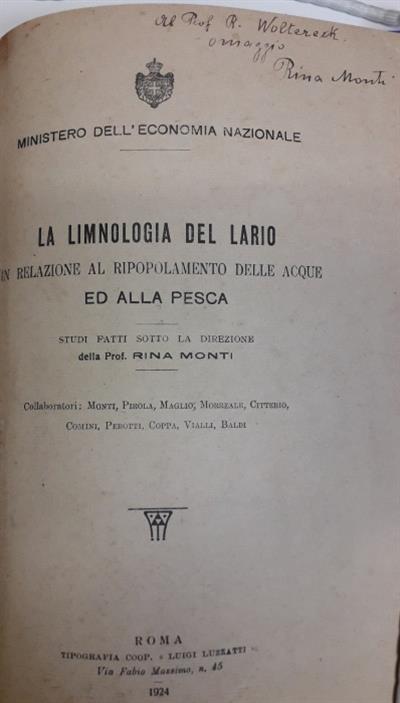 Al Prof R. Woltereck
omaggio
Rina Monti
MINISTERO DELL'ECONOMIA NAZIONALE
LA LIMNOLOGIA DEL LARIO
IN RELAZIONE AL RIPOPOLAMENTO DELLE ACQUE
ED ALLA PESCA
STUDI FATTI SOTTO LA DIREZIONE
della Prof. RINA MONTI
Collaboratori: MONTI, PIROLA, MAGLIO, MORREALE, CITTERIO,
COMINI, PEROTTI, COPPA, VIALLI, BALDI
ROMA
TIPOGRAFIA COOP. « LUIGI LUZZATTI »
Via Fabio Massimo, n. 45
1924